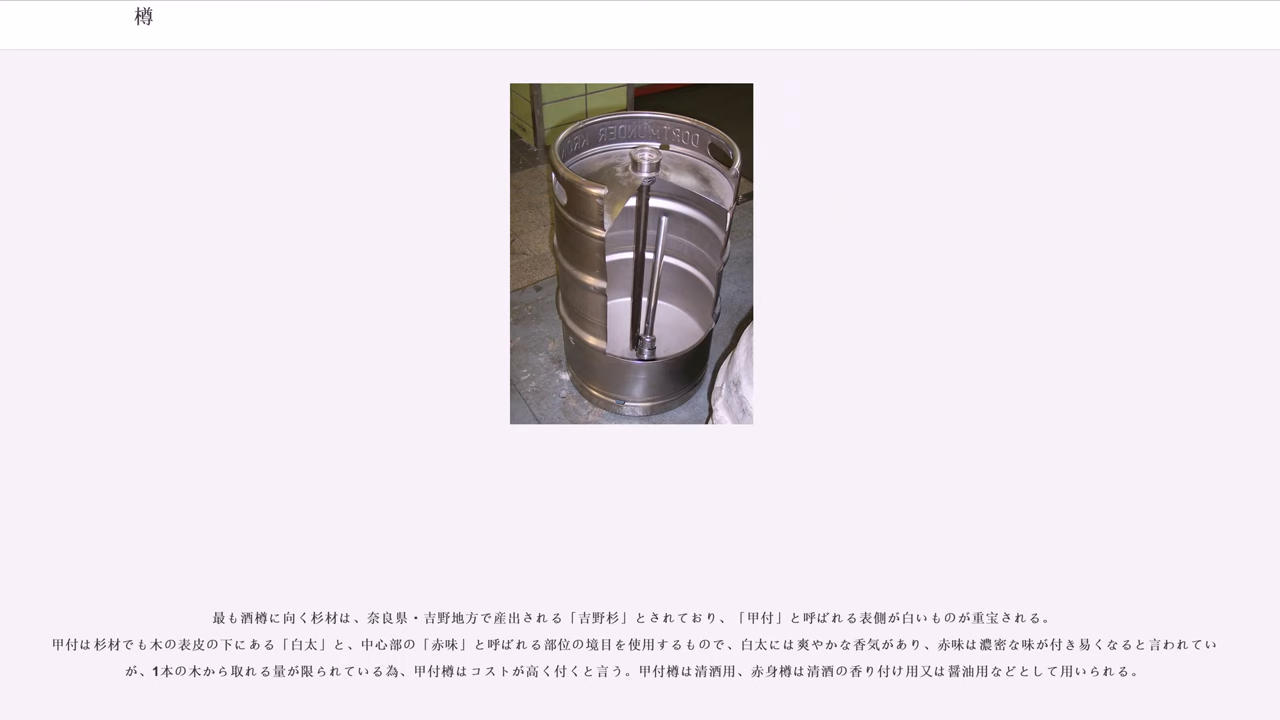 樽
DORTMUNDER KRON
最も酒樽に向く杉材は、奈良県・吉野地方で産出される「吉野杉」とされており、「甲付」と呼ばれる表側が白いものが重宝される。
甲付は杉材でも木の表皮の下にある「白太」と、中心部の「赤味」と呼ばれる部位の境目を使用するもので、白太には爽やかな香気があり、赤味は濃密な味が付き易くなると言われてい
が、1本の木から取れる量が限られている為、甲付樽はコストが高く付くと言う。甲付樽は清酒用、赤身樽は清酒の香り付け用又は醤油用などとして用いられる。